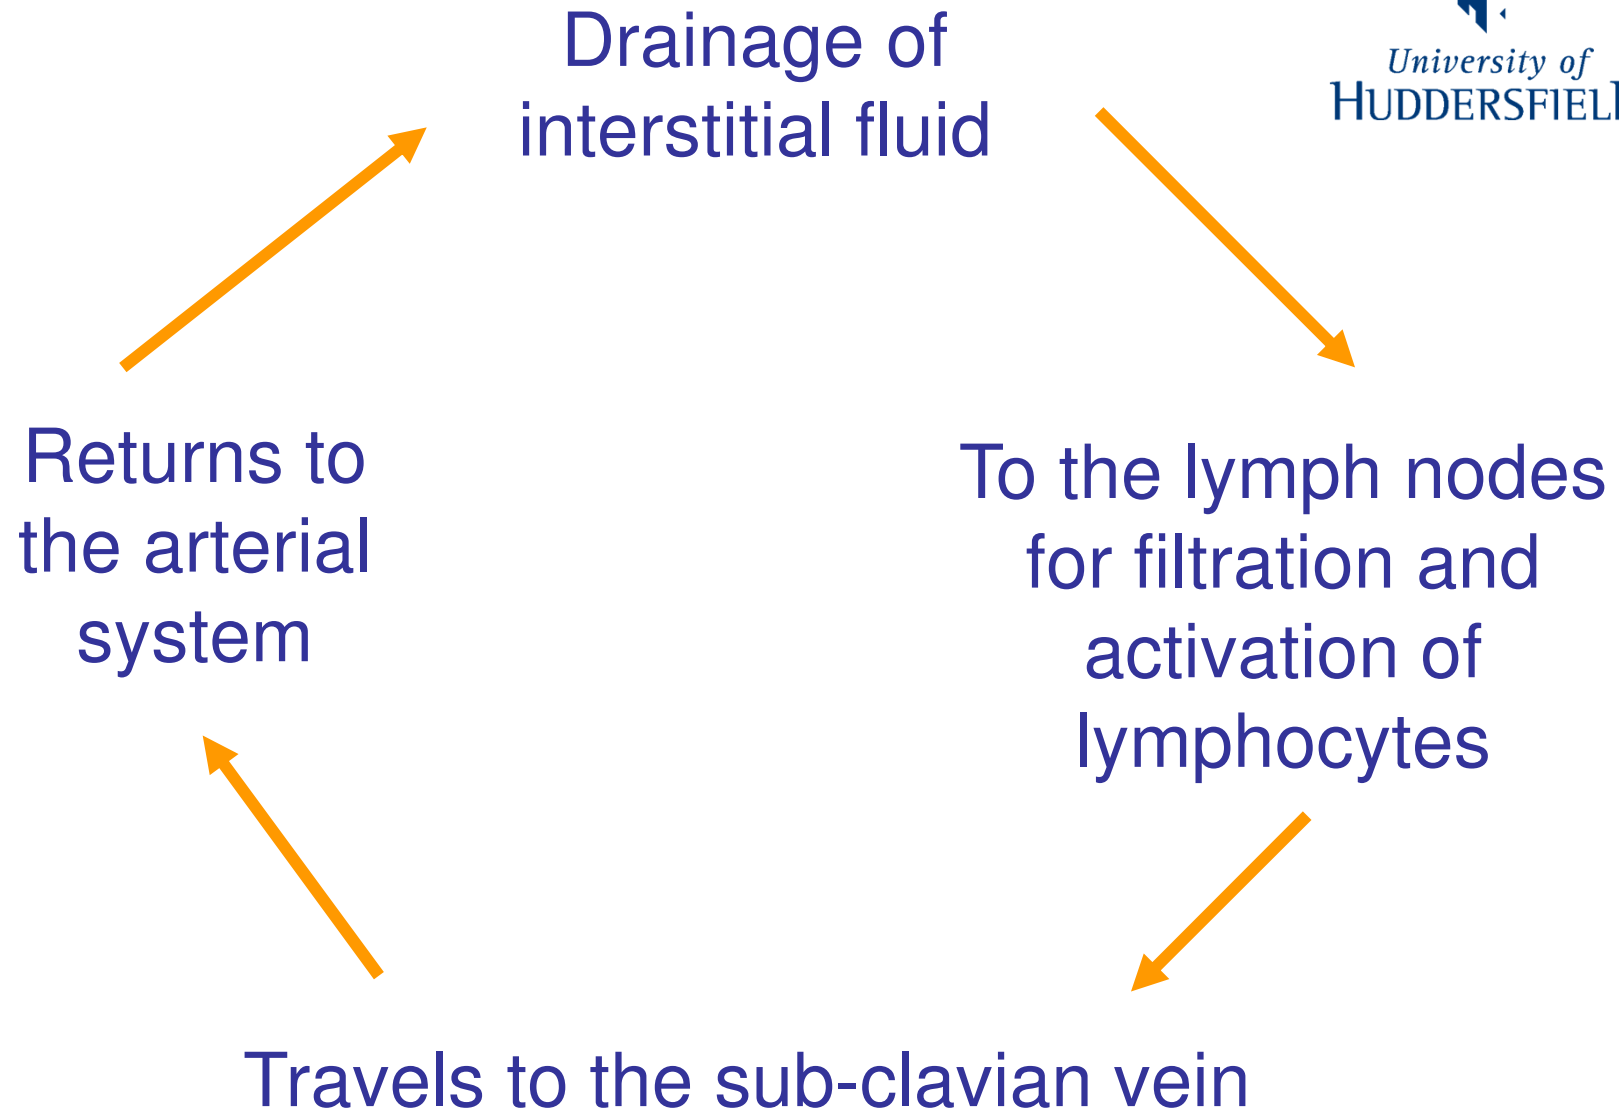 Drainage of
interstitial fluid
University of
HUDDERSFIEL
To the lymph nodes
for filtration and
activation of
lymphocytes
Travels to the sub-clavian vein
Returns to
the arterial
system